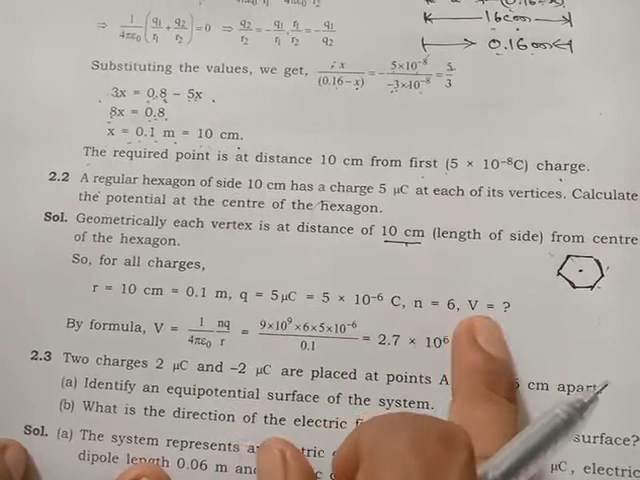 16 cm
0.16
⇒ 1/4πε₀ (q₁/r₁ + q₂/r₂) = 0 ⇒ q₂/r₂ = -q₁/r₁, r₁/r₂ = -q₁/q₂
Substituting the values, we get, x/(0.16-x) = - 5×10⁻⁸/-3×10⁻⁸ = 5/3
3x = 0.8 - 5x
8x = 0.8
x = 0.1 m = 10 cm.
The required point is at distance 10 cm from first (5 × 10⁻⁸C) charge.
2.2 A regular hexagon of side 10 cm has a charge 5 μC at each of its vertices. Calculate
the potential at the centre of the hexagon.
Sol. Geometrically each vertex is at distance of 10 cm (length of side) from centre
of the hexagon.
So, for all charges,
r = 10 cm = 0.1 m, q = 5μC = 5 × 10⁻⁶ C, n = 6, V = ?
By formula, V = 1/4πε₀ nq/r = 9×10⁹×6×5×10⁻⁶/0.1 = 2.7 × 10⁶
2.3 Two charges 2 μC and –2 μC are placed at points A cm apart.
(a) Identify an equipotential surface of the system.
(b) What is the direction of the electric surface?
Sol. (a) The system represents μC, electric
dipole length 0.06 m